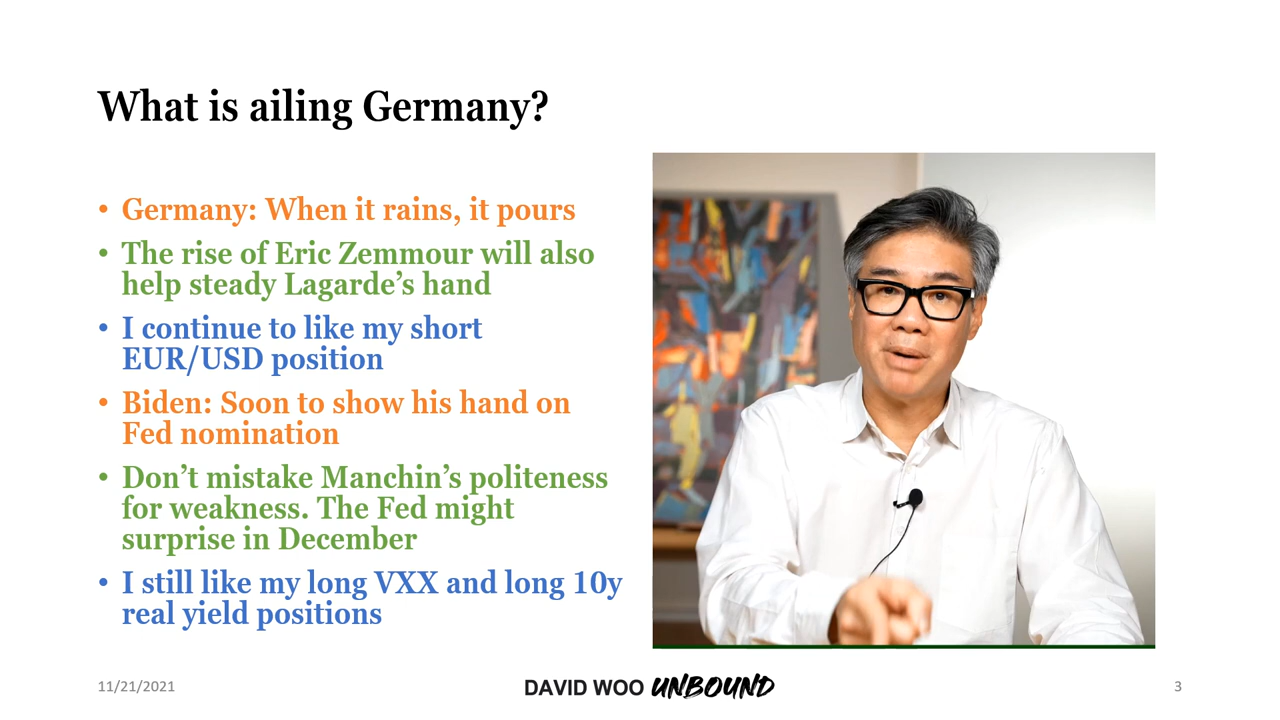 What is ailing Germany?
• Germany: When it rains, it pours
• The rise of Eric Zemmour will also
help steady Lagarde’s hand
• I continue to like my short
EUR/USD position
• Biden: Soon to show his hand on
Fed nomination
• Don’t mistake Manchin’s politeness
for weakness. The Fed might
surprise in December
• I still like my long VXX and long 10y
real yield positions
11/21/2021
DAVID WOO UNBOUND
3